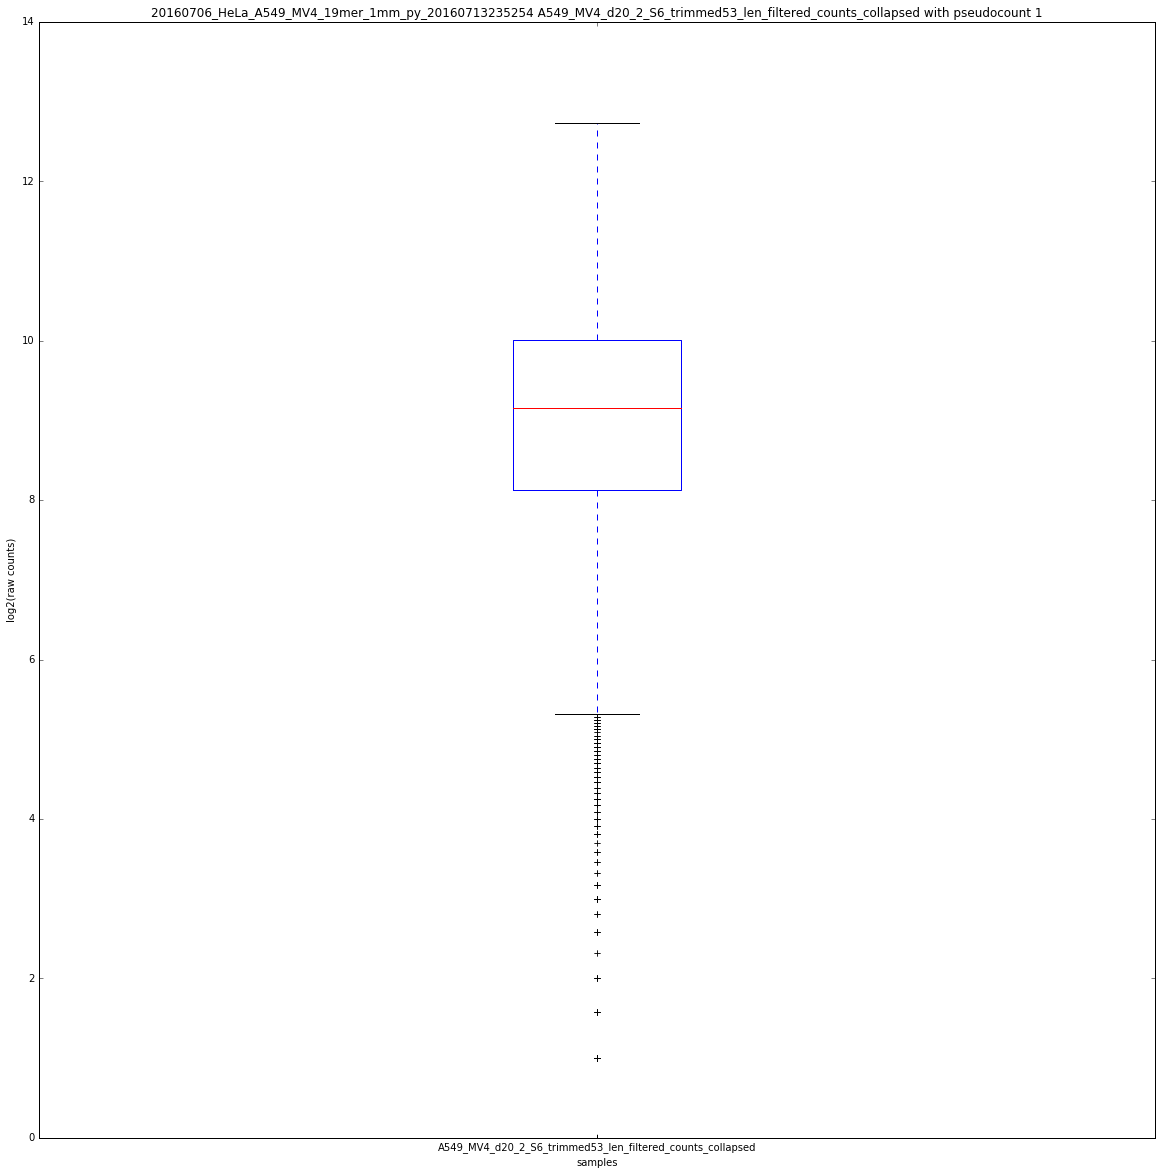 20160706_HeLa_A549_MV4_19mer_1mm_py_20160713235254 A549_MV4_d20_2_S6_trimmed53_len_filtered_counts_collapsed with pseudocount 1
14
12
10
8
6
4
2
0
log2(raw counts)
A549_MV4_d20_2_S6_trimmed53_len_filtered_counts_collapsed
samples